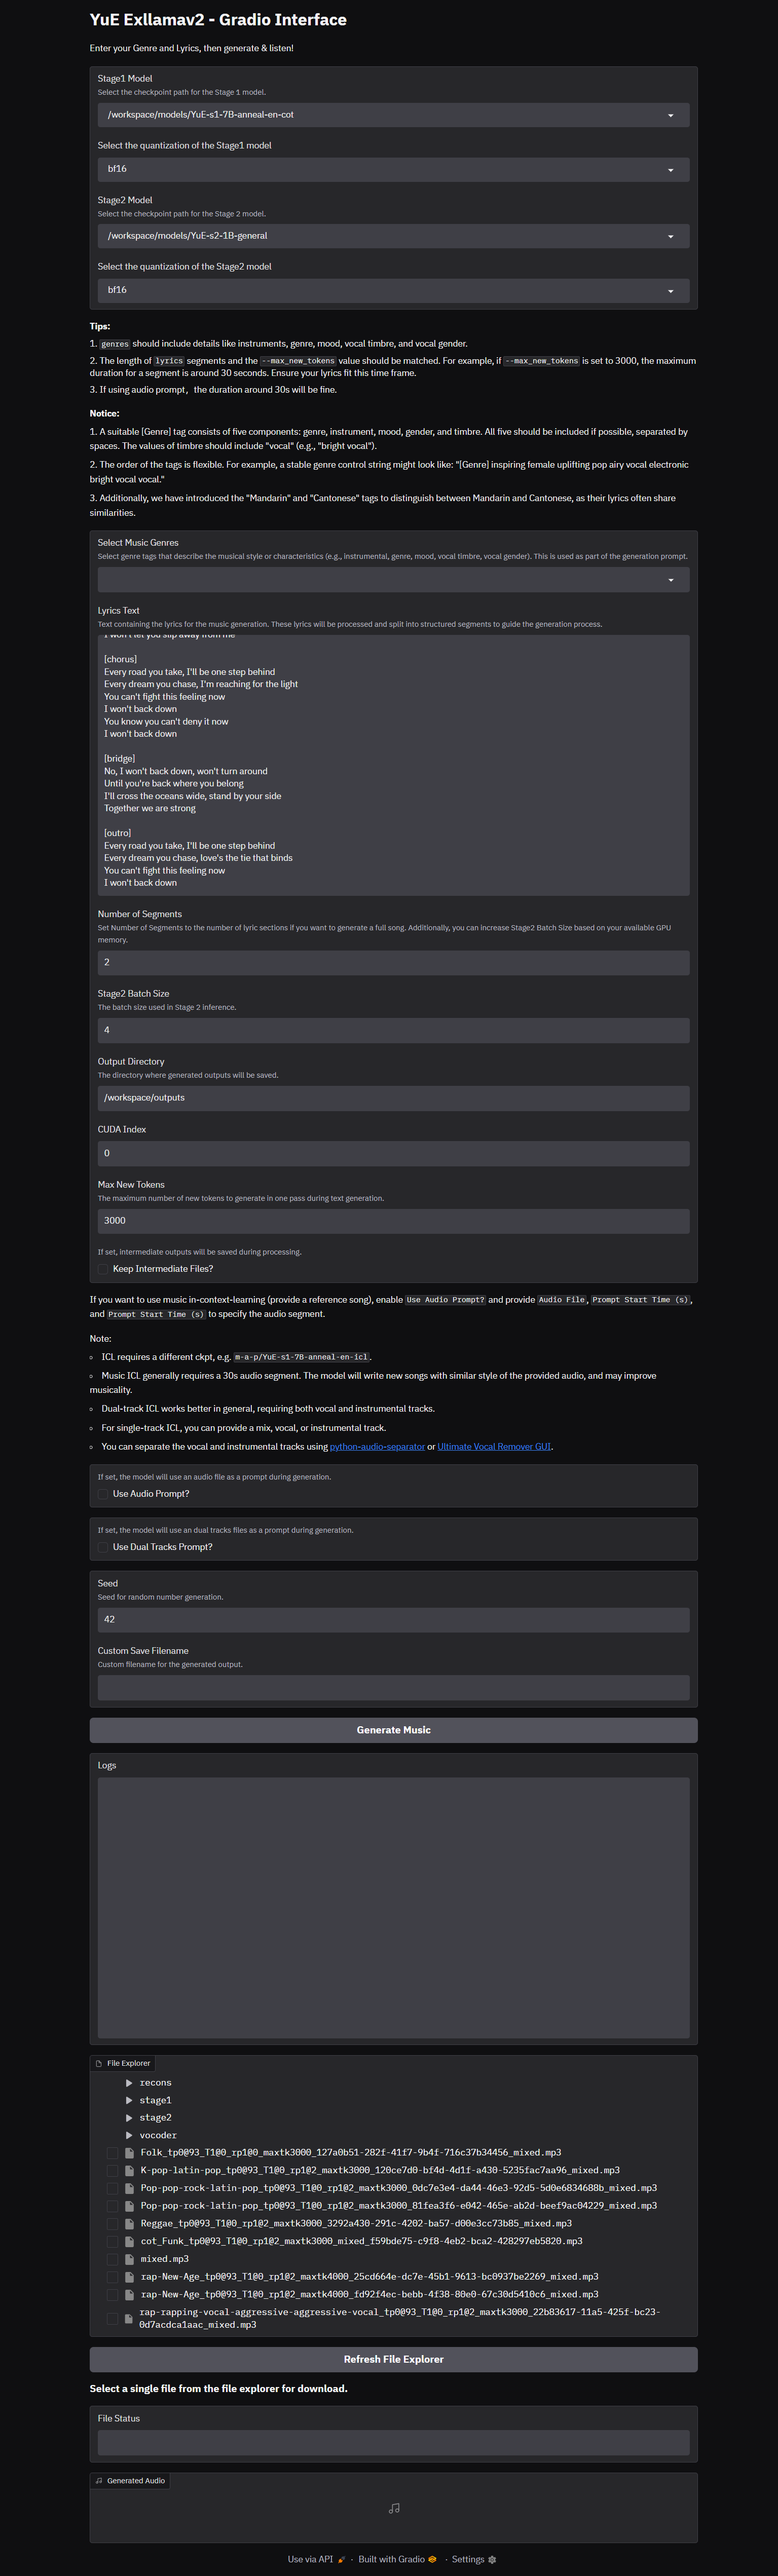 YuE Exllamav2 - Gradio Interface
Enter your Genre and Lyrics, then generate & listen!
Stage1 Model
Select the checkpoint path for the Stage 1 model.
/workspace/models/YuE-s1-7B-anneal-en-cot
Select the quantization of the Stage1 model
bf16
Stage2 Model
Select the checkpoint path for the Stage 2 model.
/workspace/models/YuE-s2-1B-general
Select the quantization of the Stage2 model
bf16
Tips:
1. genres should include details like instruments, genre, mood, vocal timbre, and vocal gender.
2. The length of lyrics segments and the --max_new_tokens value should be matched. For example, if --max_new_tokens is set to 3000, the maximum
duration for a segment is around 30 seconds. Ensure your lyrics fit this time frame.
3. If using audio prompt，the duration around 30s will be fine.
Notice:
1. A suitable [Genre] tag consists of five components: genre, instrument, mood, gender, and timbre. All five should be included if possible, separated by
spaces. The values of timbre should include "vocal" (e.g., "bright vocal").
2. The order of the tags is flexible. For example, a stable genre control string might look like: "[Genre] inspiring female uplifting pop airy vocal electronic
bright vocal vocal."
3. Additionally, we have introduced the "Mandarin" and "Cantonese" tags to distinguish between Mandarin and Cantonese, as their lyrics often share
similarities.
Select Music Genres
Select genre tags that describe the musical style or characteristics (e.g., instrumental, genre, mood, vocal timbre, vocal gender). This is used as part of the generation prompt.
Lyrics Text
Text containing the lyrics for the music generation. These lyrics will be processed and split into structured segments to guide the generation process.
I won't let you slip away from me
[chorus]
Every road you take, I'll be one step behind
Every dream you chase, I'm reaching for the light
You can't fight this feeling now
I won't back down
You know you can't deny it now
I won't back down
[bridge]
No, I won't back down, won't turn around
Until you're back where you belong
I'll cross the oceans wide, stand by your side
Together we are strong
[outro]
Every road you take, I'll be one step behind
Every dream you chase, love's the tie that binds
You can't fight this feeling now
I won't back down
Number of Segments
Set Number of Segments to the number of lyric sections if you want to generate a full song. Additionally, you can increase Stage2 Batch Size based on your available GPU
memory.
2
Stage2 Batch Size
The batch size used in Stage 2 inference.
4
Output Directory
The directory where generated outputs will be saved.
/workspace/outputs
CUDA Index
0
Max New Tokens
The maximum number of new tokens to generate in one pass during text generation.
3000
If set, intermediate outputs will be saved during processing.
Keep Intermediate Files?
If you want to use music in-context-learning (provide a reference song), enable Use Audio Prompt? and provide Audio File, Prompt Start Time (s),
and Prompt Start Time (s) to specify the audio segment.
Note:
ICL requires a different ckpt, e.g. m-a-p/YuE-s1-7B-anneal-en-icl.
Music ICL generally requires a 30s audio segment. The model will write new songs with similar style of the provided audio, and may improve
musicality.
Dual-track ICL works better in general, requiring both vocal and instrumental tracks.
For single-track ICL, you can provide a mix, vocal, or instrumental track.
You can separate the vocal and instrumental tracks using python-audio-separator or Ultimate Vocal Remover GUI.
If set, the model will use an audio file as a prompt during generation.
Use Audio Prompt?
If set, the model will use an dual tracks files as a prompt during generation.
Use Dual Tracks Prompt?
Seed
Seed for random number generation.
42
Custom Save Filename
Custom filename for the generated output.
Generate Music
Logs
File Explorer
recons
stage1
stage2
vocoder
Folk_tp0@93_T1@0_rp1@0_maxtk3000_127a0b51-282f-41f7-9b4f-716c37b34456_mixed.mp3
K-pop-latin-pop_tp0@93_T1@0_rp1@2_maxtk3000_120ce7d0-bf4d-4d1f-a430-5235fac7aa96_mixed.mp3
Pop-pop-rock-latin-pop_tp0@93_T1@0_rp1@2_maxtk3000_0dc7e3e4-da44-46e3-92d5-5d0e6834688b_mixed.mp3
Pop-pop-rock-latin-pop_tp0@93_T1@0_rp1@2_maxtk3000_81fea3f6-e042-465e-ab2d-beef9ac04229_mixed.mp3
Reggae_tp0@93_T1@0_rp1@2_maxtk3000_3292a430-291c-4202-ba57-d00e3cc73b85_mixed.mp3
cot_Funk_tp0@93_T1@0_rp1@2_maxtk3000_mixed_f59bde75-c9f8-4eb2-bca2-428297eb5820.mp3
mixed.mp3
rap-New-Age_tp0@93_T1@0_rp1@2_maxtk4000_25cd664e-dc7e-45b1-9613-bc0937be2269_mixed.mp3
rap-New-Age_tp0@93_T1@0_rp1@2_maxtk4000_fd92f4ec-bebb-4f38-80e0-67c30d5410c6_mixed.mp3
rap-rapping-vocal-aggressive-aggressive-vocal_tp0@93_T1@0_rp1@2_maxtk3000_22b83617-11a5-425f-bc23-
0d7acdca1aac_mixed.mp3
Refresh File Explorer
Select a single file from the file explorer for download.
File Status
Generated Audio
Use via API · Built with Gradio · Settings